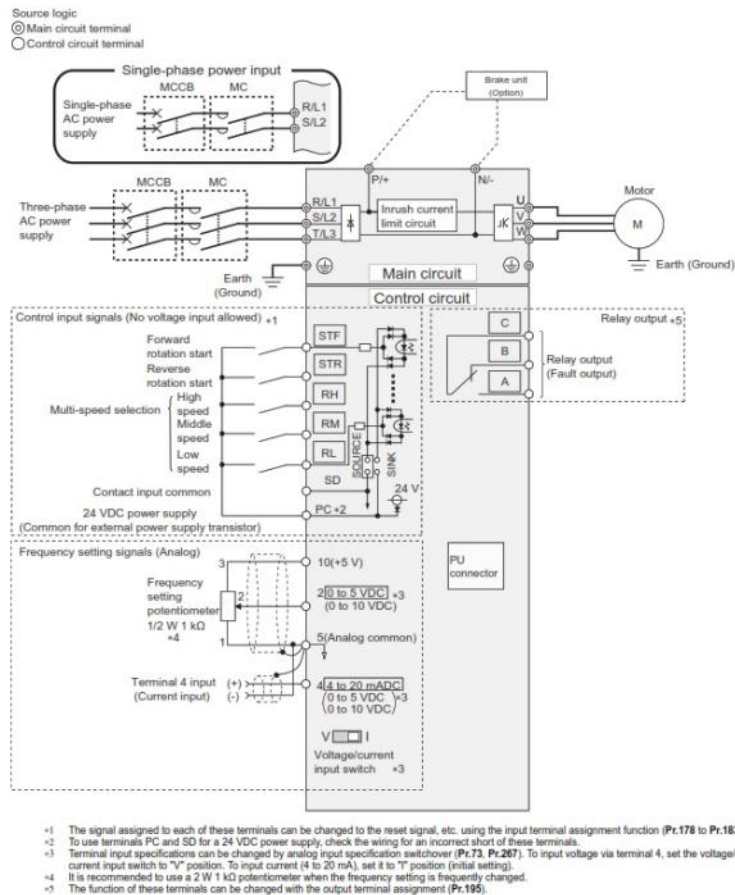 Source logic
Main circuit terminal
Control circuit terminal
Single-phase power input
MCCB MC
Single-phase
AC power
supply
R/L1
S/L2
Brake unit
(Option)
P/+ N/-
MCCB MC
Three-phase
AC power
supply
R/L1
S/L2
T/L3
Inrush current
limit circuit
U
V
W
Motor
M
Earth
(Ground)
Earth (Ground)
Main circuit
Control circuit
Control input signals (No voltage input allowed) *1
Forward
rotation start
Reverse
rotation start
Multi-speed selection
High
speed
Middle
speed
Low
speed
Contact input common
24 VDC power supply
(Common for external power supply transistor)
STF
STR
RH
RM
RL
SD
PC *2
SOURCE
SINK
24 V
Relay output *5
C
B
A
Relay output
(Fault output)
Frequency setting signals (Analog)
Frequency
setting
potentiometer
1/2 W 1 kΩ
*4
3
2
1
10(+5 V)
2 0 to 5 VDC *3
(0 to 10 VDC)
5(Analog common)
Terminal 4 input
(Current input)
(+)
(-)
4 4 to 20 mADC
(0 to 5 VDC
0 to 10 VDC) *3
V I
Voltage/current
input switch *3
PU
connector
*1 The signal assigned to each of these terminals can be changed to the reset signal, etc. using the input terminal assignment function (Pr.178 to Pr.182
*2 To use terminals PC and SD for a 24 VDC power supply, check the wiring for an incorrect short of these terminals.
*3 Terminal input specifications can be changed by analog input specification switchover (Pr.73, Pr.267). To input voltage via terminal 4, set the voltage/
current input switch to "V" position. To input current (4 to 20 mA), set it to "I" position (initial setting).
*4 It is recommended to use a 2 W 1 kΩ potentiometer when the frequency setting is frequently changed.
*5 The function of these terminals can be changed with the output terminal assignment (Pr.195).